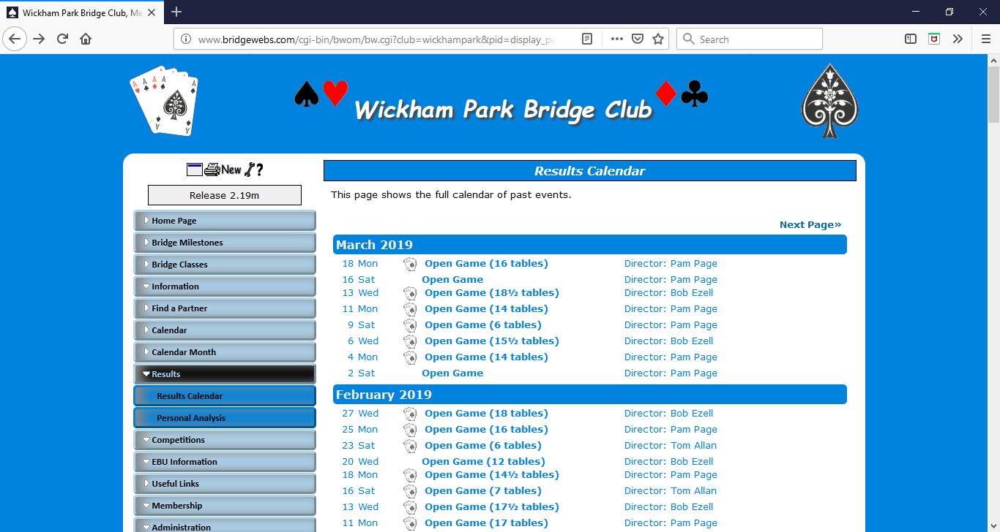 Wickham Park Bridge Club, Me
www.bridgewebs.com/cgi-bin/bwom/bw.cgi?club=wickhampark&pid=display_pa
Search
Wickham Park Bridge Club
New ?
Release 2.19m
Home Page
Bridge Milestones
Bridge Classes
Information
Find a Partner
Calendar
Calendar Month
Results
Results Calendar
Personal Analysis
Competitions
EBU Information
Useful Links
Membership
Administration
Results Calendar
This page shows the full calendar of past events.
Next Page»
March 2019
18 Mon Open Game (16 tables) Director: Pam Page
16 Sat Open Game Director: Pam Page
13 Wed Open Game (18½ tables) Director: Bob Ezell
11 Mon Open Game (14 tables) Director: Pam Page
9 Sat Open Game (6 tables) Director: Pam Page
6 Wed Open Game (15½ tables) Director: Bob Ezell
4 Mon Open Game (14 tables) Director: Pam Page
2 Sat Open Game Director: Pam Page
February 2019
27 Wed Open Game (18 tables) Director: Bob Ezell
25 Mon Open Game (16 tables) Director: Pam Page
23 Sat Open Game (6 tables) Director: Tom Allan
20 Wed Open Game (12 tables) Director: Bob Ezell
18 Mon Open Game (14½ tables) Director: Pam Page
16 Sat Open Game (7 tables) Director: Tom Allan
13 Wed Open Game (17½ tables) Director: Bob Ezell
11 Mon Open Game (17 tables) Director: Pam Page